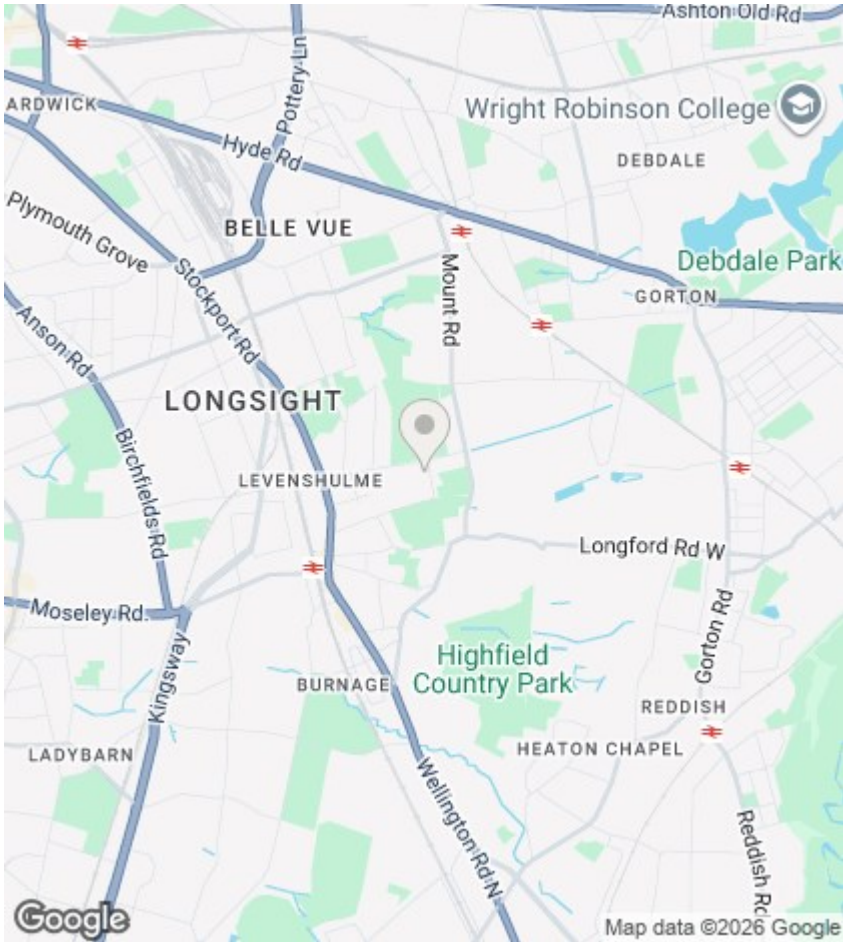 Ashton Old Rd
ARDWICK
Pottery Ln
Wright Robinson College
Hyde Rd
DEBDALE
Plymouth Grove
BELLE VUE
Stockport Rd
Mount Rd
Debdale Park
GORTON
Anson Rd
LONGSIGHT
Birchfields Rd
LEVENSHULME
Longford Rd W
Moseley Rd.
Kingsway
Gorton Rd
Highfield
Country Park
BURNAGE
REDDISH
LADYBARN
HEATON CHAPEL
Wellington Rd N
Reddish Rd
Google
Map data ©2026 Google